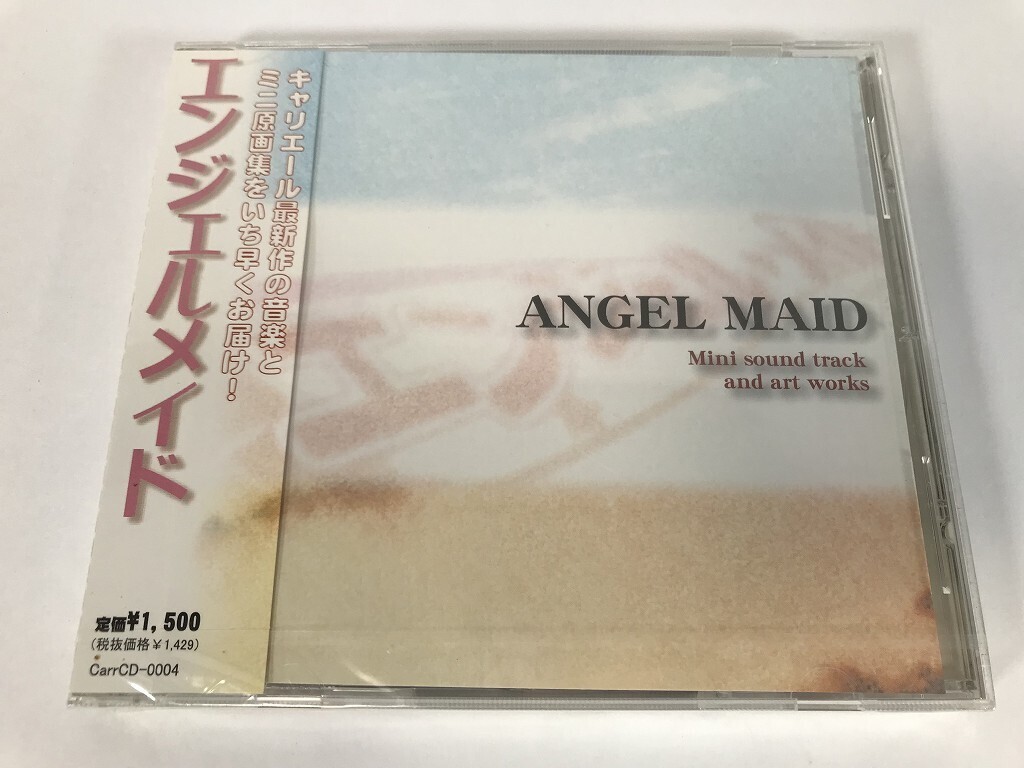 エンジェルメイド
キャリエール最新作の音楽と
ミニ原画集をいち早くお届け!
定価¥1,500
(税抜価格¥1,429)
CarrCD-0004
ANGEL MAID
Mini sound track
and art works